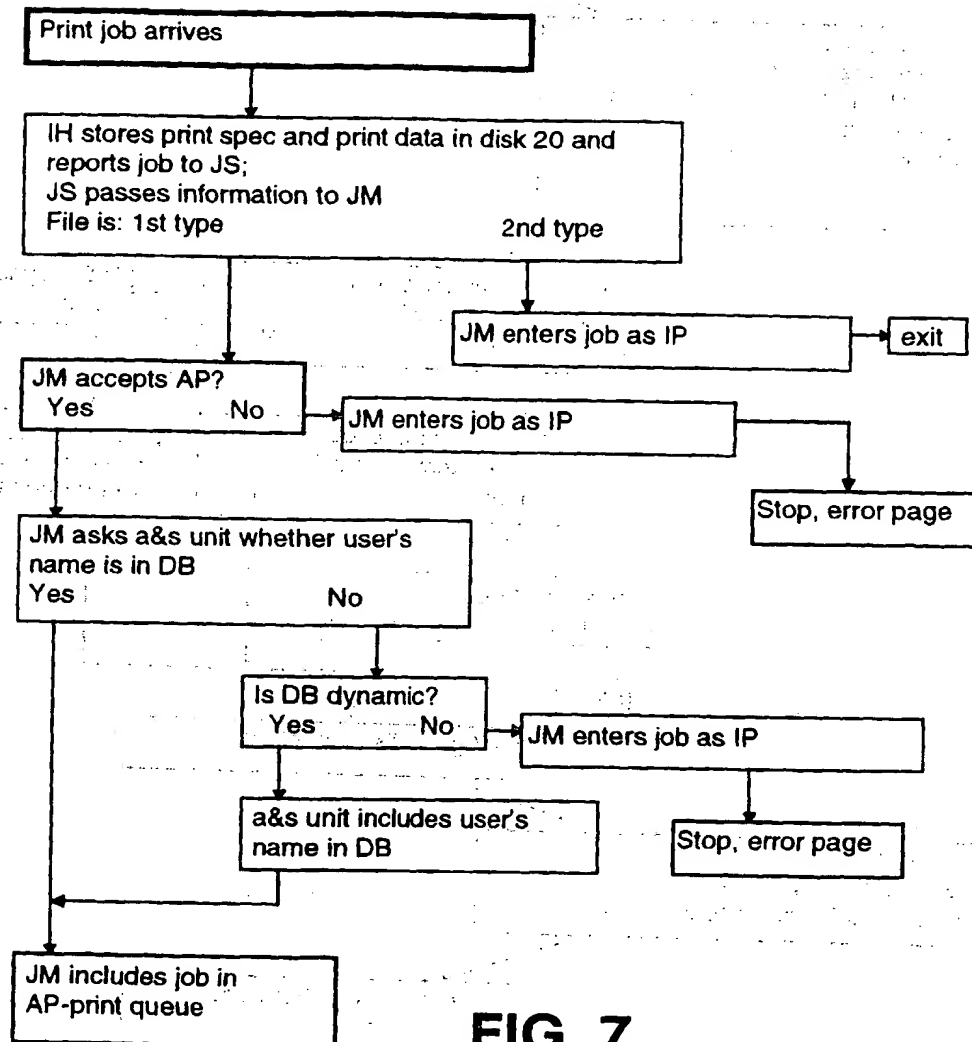 Print job arrives
IH stores print spec and print data in disk 20 and
reports job to JS;
JS passes information to JM
File is: 1st type 2nd type
JM enters job as IP
exit
JM accepts AP?
Yes No
JM enters job as IP
Stop, error page
JM asks a&s unit whether user's
name is in DB
Yes No
Is DB dynamic?
Yes No
JM enters job as IP
a&s unit includes user's
name in DB
Stop, error page
JM includes job in
AP-print queue
FIG. 7